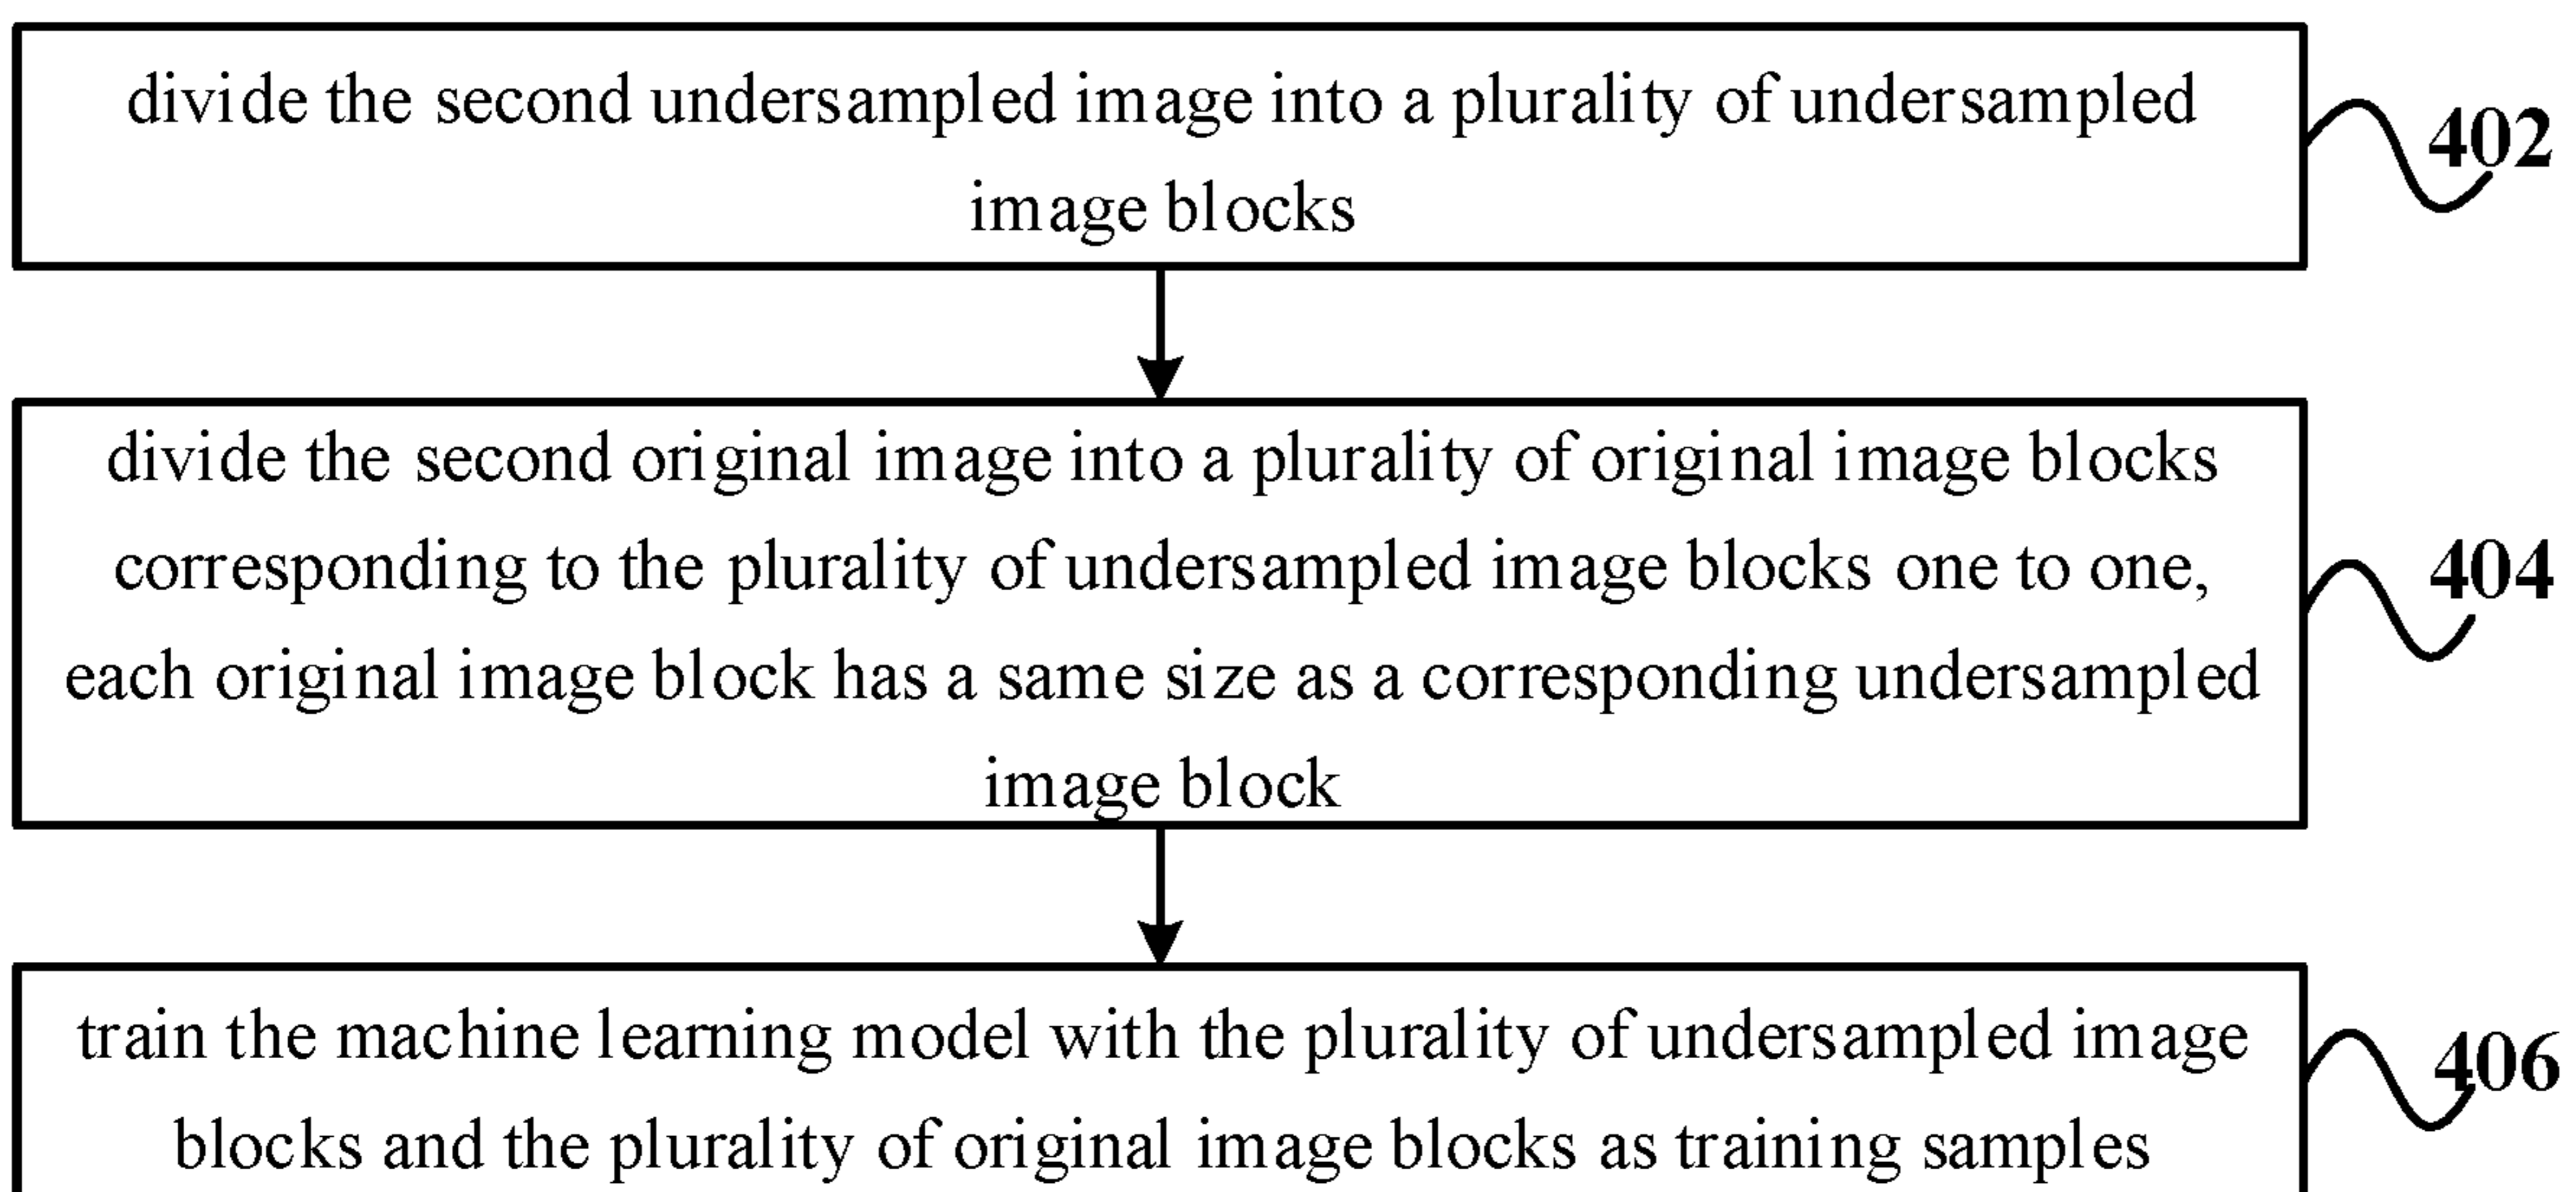 divide the second undersampled image into a plurality of undersampled
image blocks
402
divide the second original image into a plurality of original image blocks
corresponding to the plurality of undersampled image blocks one to one,
each original image block has a same size as a corresponding undersampled
image block
404
train the machine learning model with the plurality of undersampled image
blocks and the plurality of original image blocks as training samples
406